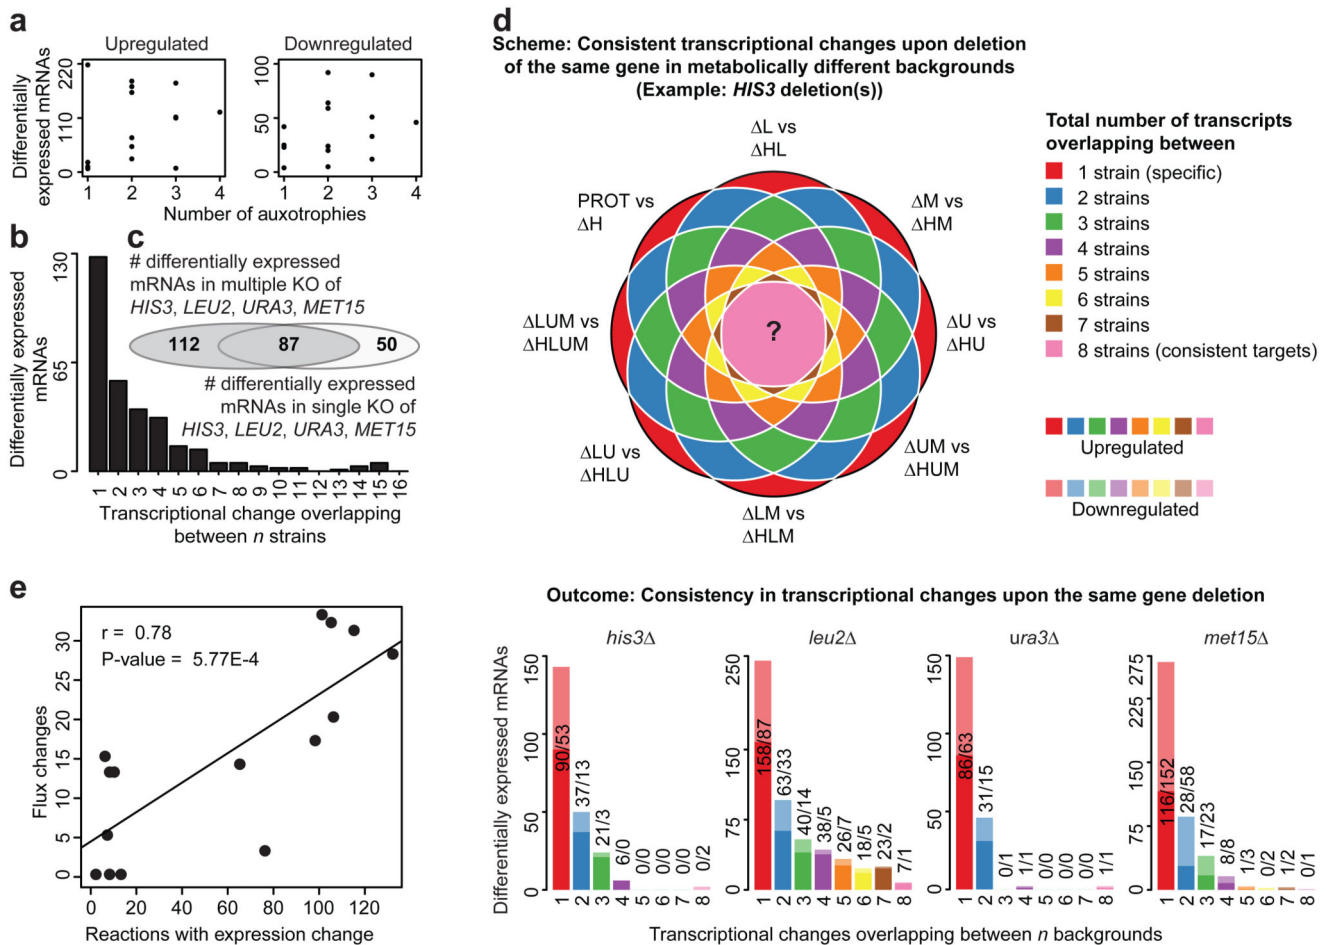 a
Upregulated
Downregulated
Differentially
expressed mRNAs
220
110
0
100
50
0
1 2 3 4
1 2 3 4
Number of auxotrophies
b
Differentially expressed
mRNAs
130
65
0
1 2 3 4 5 6 7 8 9 10 11 12 13 14 15 16
Transcriptional change overlapping
between n strains
c
# differentially expressed
mRNAs in multiple KO of
HIS3, LEU2, URA3, MET15
112 87 50
# differentially expressed
mRNAs in single KO of
HIS3, LEU2, URA3, MET15
d
Scheme: Consistent transcriptional changes upon deletion
of the same gene in metabolically different backgrounds
(Example: HIS3 deletion(s))
ΔL vs
ΔHL
PROT vs
ΔH
ΔM vs
ΔHM
ΔLUM vs
ΔHLUM
?
ΔU vs
ΔHU
ΔLU vs
ΔHLU
ΔUM vs
ΔHUM
ΔLM vs
ΔHLM
Total number of transcripts
overlapping between
1 strain (specific)
2 strains
3 strains
4 strains
5 strains
6 strains
7 strains
8 strains (consistent targets)
Upregulated
Downregulated
Outcome: Consistency in transcriptional changes upon the same gene deletion
Differentially expressed mRNAs
his3Δ
150
100
50
0
90/53
37/13
21/3
6/0
0/0
0/0
0/0
0/2
1 2 3 4 5 6 7 8
leu2Δ
250
150
75
0
158/87
63/33
40/14
38/5
26/7
18/5
23/2
7/1
1 2 3 4 5 6 7 8
ura3Δ
150
100
50
0
86/63
31/15
0/1
1/1
0/0
0/0
0/0
1/1
1 2 3 4 5 6 7 8
met15Δ
275
225
150
75
0
116/152
28/58
17/23
8/8
1/3
0/2
1/2
0/1
1 2 3 4 5 6 7 8
Transcriptional changes overlapping between n backgrounds
e
r = 0.78
P-value = 5.77E-4
Flux changes
30
25
20
15
10
5
0
0 20 40 60 80 100 120
Reactions with expression change